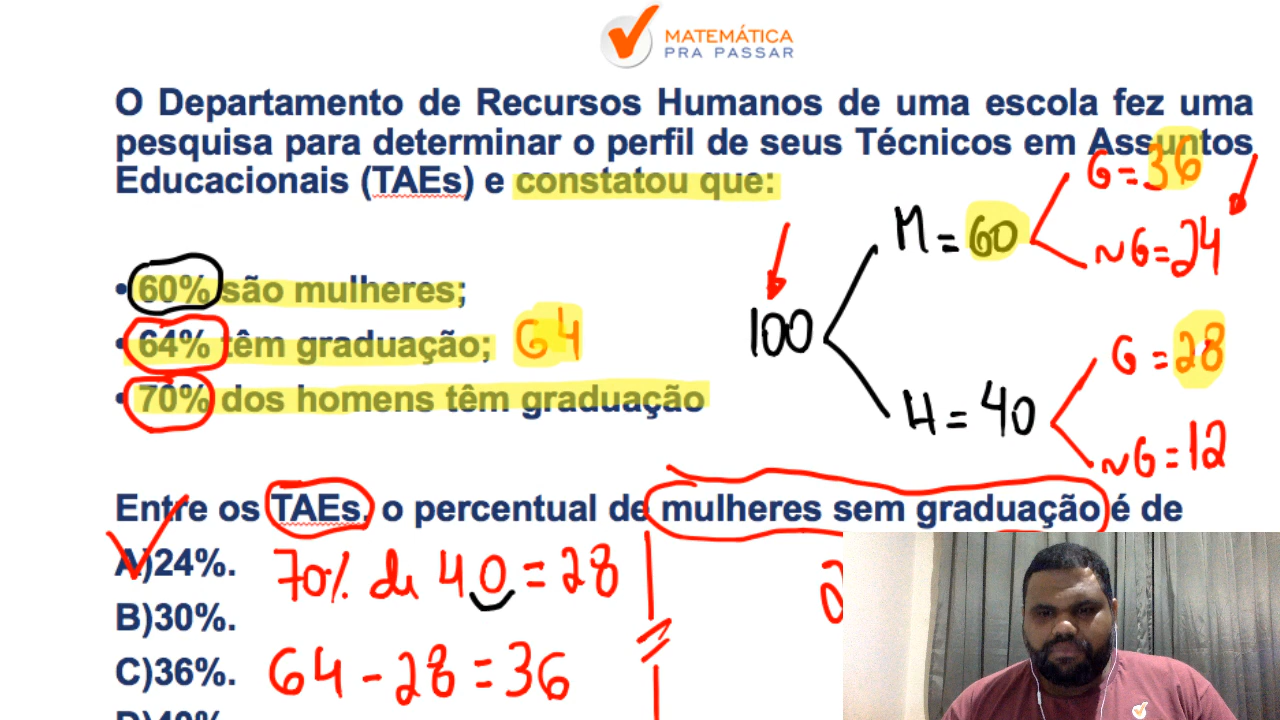 MATEMÁTICA
PRA PASSAR
O Departamento de Recursos Humanos de uma escola fez uma
pesquisa para determinar o perfil de seus Técnicos em Assuntos
Educacionais (TAEs) e constatou que:
G=36
M=60
NG=24
• 60% são mulheres;
100
• 64% têm graduação; 64
G=28
• 70% dos homens têm graduação
H=40
NG=12
Entre os TAEs, o percentual de mulheres sem graduação é de
A)24%.
70% de 40=28
B)30%.
C)36%.
64-28=36